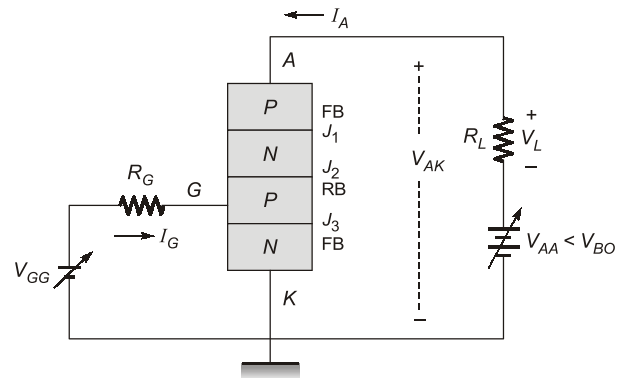 I_A
A
+
P
FB
J_1
+
N
R_L
V_L
V_AK
J_2
−
R_G
G
P
RB
J_3
I_G
N
FB
V_AA < V_BO
V_GG
K
−